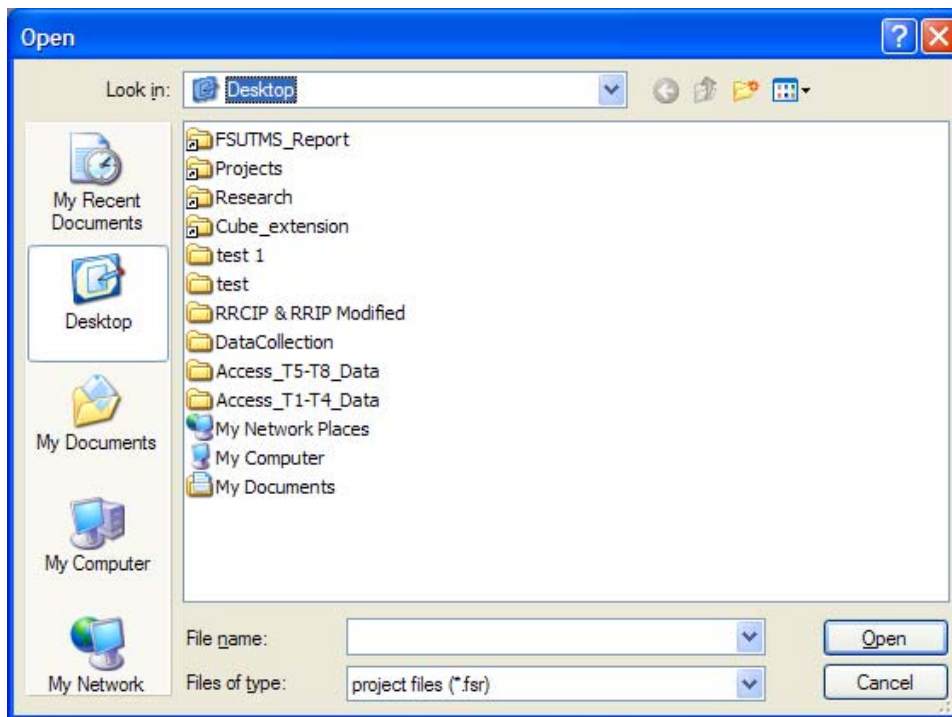 Open
Look in:
Desktop
My Recent
Documents
Desktop
My Documents
My Computer
My Network
FSUTMS_Report
Projects
Research
Cube_extension
test 1
test
RRCIP & RRIP Modified
DataCollection
Access_T5-T8_Data
Access_T1-T4_Data
My Network Places
My Computer
My Documents
File name:
Open
Files of type:
project files (*.fsr)
Cancel